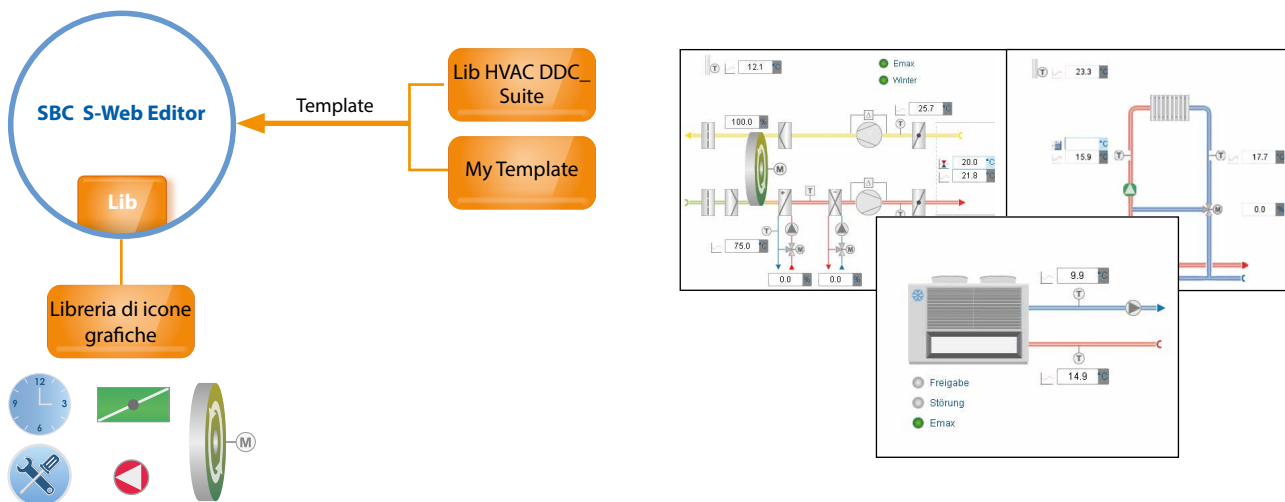 SBC S-Web Editor
Lib
Template
Lib HVAC DDC_
Suite
My Template
Libreria di icone
grafiche
12
9
3
6
M
12.1 °C
Emax
Winter
25.7 °C
100.0 %
Δ
T
M
20.0 °C
21.8 °C
Δ
T
T
T
M
M
75.0 °C
0.0 %
0.0 %
T
T
23.3 °C
°C
15.9 °C
T
T
17.7 °C
M
0.0 %
9.9 °C
T
T
14.9 °C
Freigabe
Störung
Emax